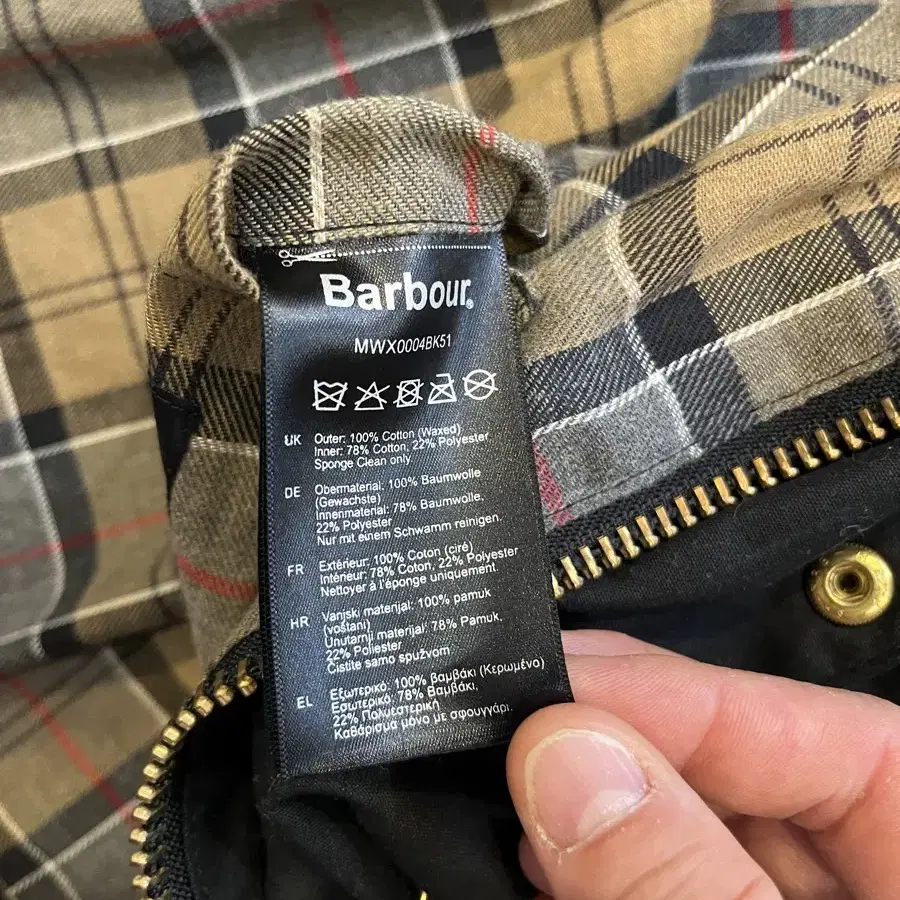 Barbour®
MWX0004BK51
UK Outer: 100% Cotton (Waxed)
Inner: 78% Cotton, 22% Polyester
Sponge Clean only
DE Obermaterial: 100% Baumwolle
(Gewachste)
Innenmaterial: 78% Baumwolle,
22% Polyester
Nur mit einem Schwamm reinigen.
FR Extérieur: 100% Coton (ciré)
Intérieur: 78% Coton, 22% Polyester
Nettoyer à l'éponge uniquement.
HR Vanjski materijal: 100% pamuk
(voštani)
Unutarnji materijal: 78% Pamuk,
22% Poliester
Čistite samo spužvom
EL Εξωτερικό: 100% βαμβάκι (Κερωμένο)
Εσωτερικό: 78% Βαμβάκι,
22% Πολυεστερική
Καθάρισμα μόνο με σφουγγάρι.